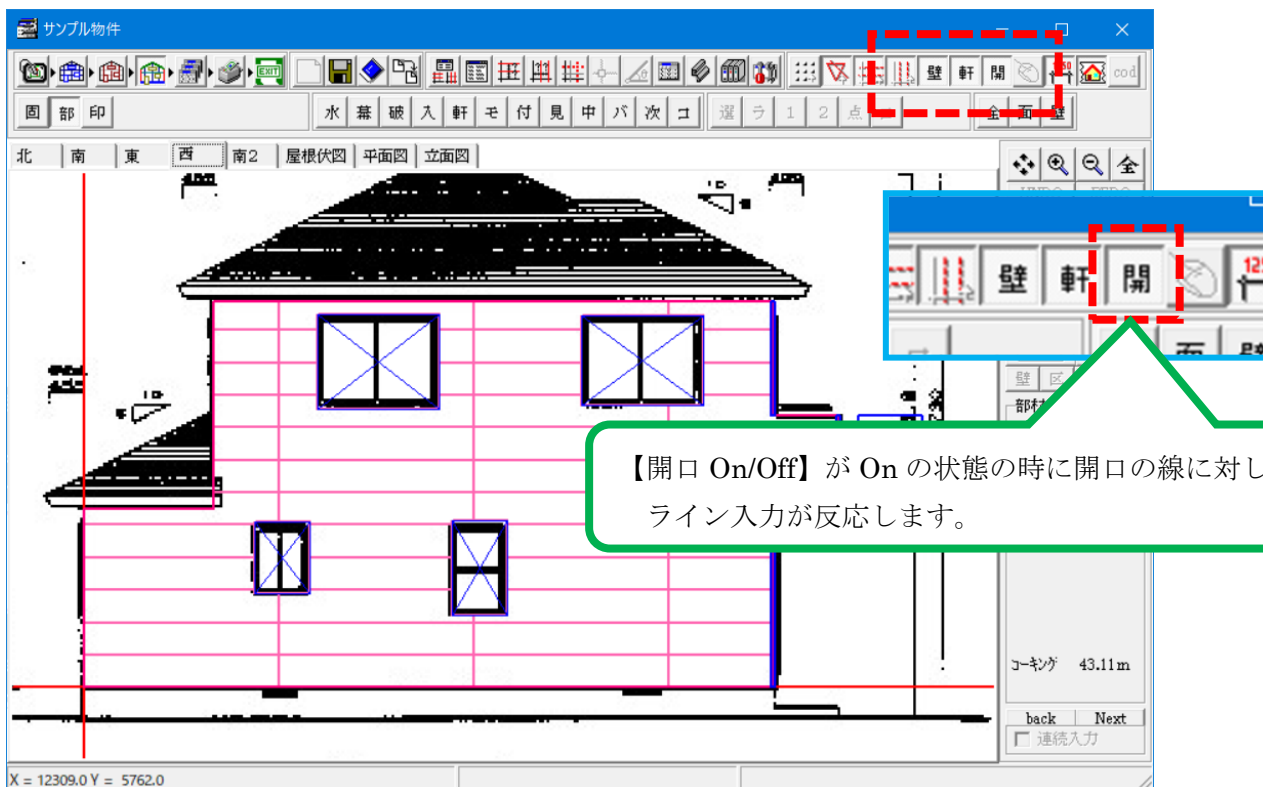 サンプル物件
EXIT
壁 軒 開
cod
固 部 印
水 幕 破 入 軒 モ 付 見 中 バ 次 コ 選 ラ 1 2 点
全 面 壁
北 南 東 西 南2 屋根伏図 平面図 立面図
全
壁 軒 開
壁 区
部材
【開口 On/Off】が On の状態の時に開口の線に対し
ライン入力が反応します。
コーキング 43.11m
back Next
連続入力
X = 12309.0 Y = 5762.0